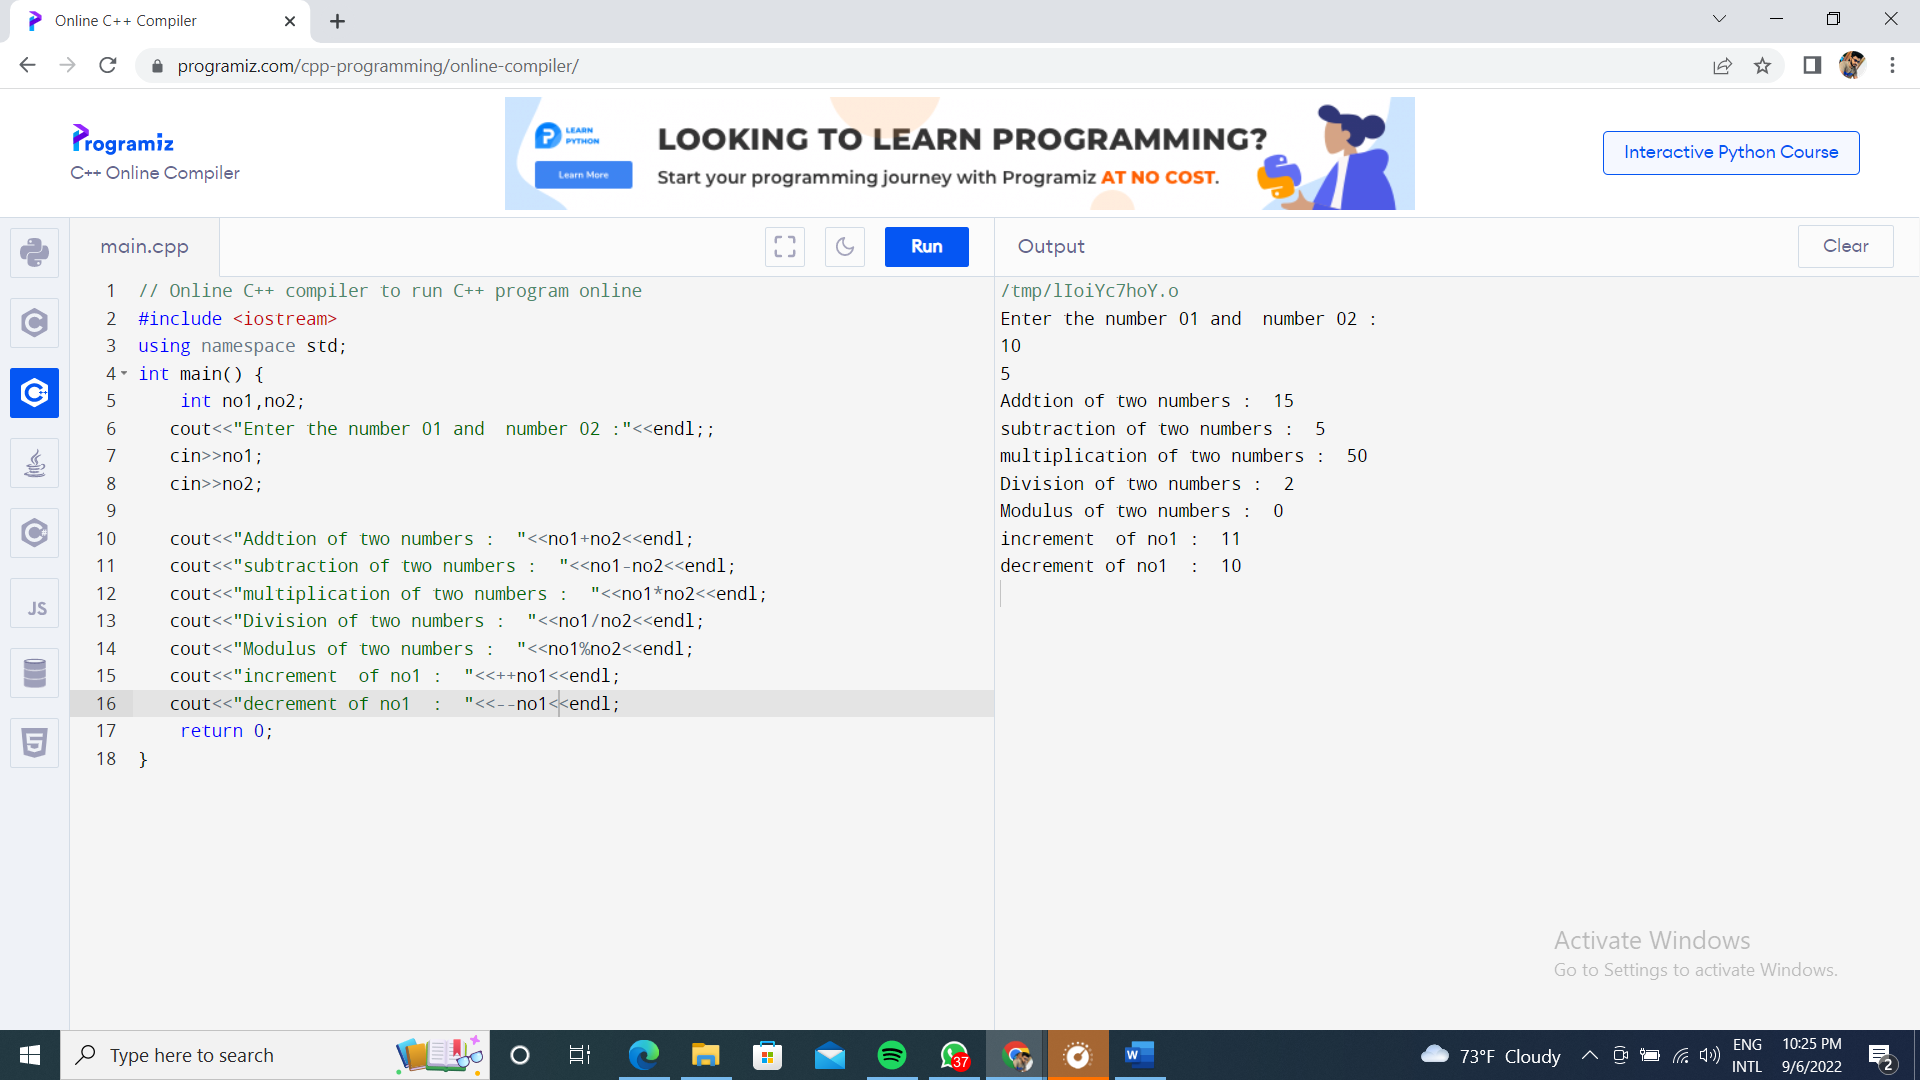 Online C++ Compiler
programiz.com/cpp-programming/online-compiler/
Programiz
C++ Online Compiler
LEARN
PYTHON
Learn More
LOOKING TO LEARN PROGRAMMING?
Start your programming journey with Programiz AT NO COST.
Interactive Python Course
main.cpp
Run
Output
Clear
1 // Online C++ compiler to run C++ program online
2 #include <iostream>
3 using namespace std;
4 int main() {
5     int no1,no2;
6    cout<<"Enter the number 01 and  number 02 :"<<endl;;
7    cin>>no1;
8    cin>>no2;
9
10    cout<<"Addtion of two numbers :  "<<no1+no2<<endl;
11    cout<<"subtraction of two numbers :  "<<no1-no2<<endl;
12    cout<<"multiplication of two numbers :  "<<no1*no2<<endl;
13    cout<<"Division of two numbers :  "<<no1/no2<<endl;
14    cout<<"Modulus of two numbers :  "<<no1%no2<<endl;
15    cout<<"increment  of no1 :  "<<++no1<<endl;
16    cout<<"decrement of no1  :  "<<--no1<<endl;
17     return 0;
18 }
/tmp/lIoiYc7hoY.o
Enter the number 01 and  number 02 :
10
5
Addtion of two numbers :  15
subtraction of two numbers :  5
multiplication of two numbers :  50
Division of two numbers :  2
Modulus of two numbers :  0
increment  of no1 :  11
decrement of no1  :  10
JS
Activate Windows
Go to Settings to activate Windows.
Type here to search
37
W
73°F Cloudy
ENG
INTL
10:25 PM
9/6/2022
2